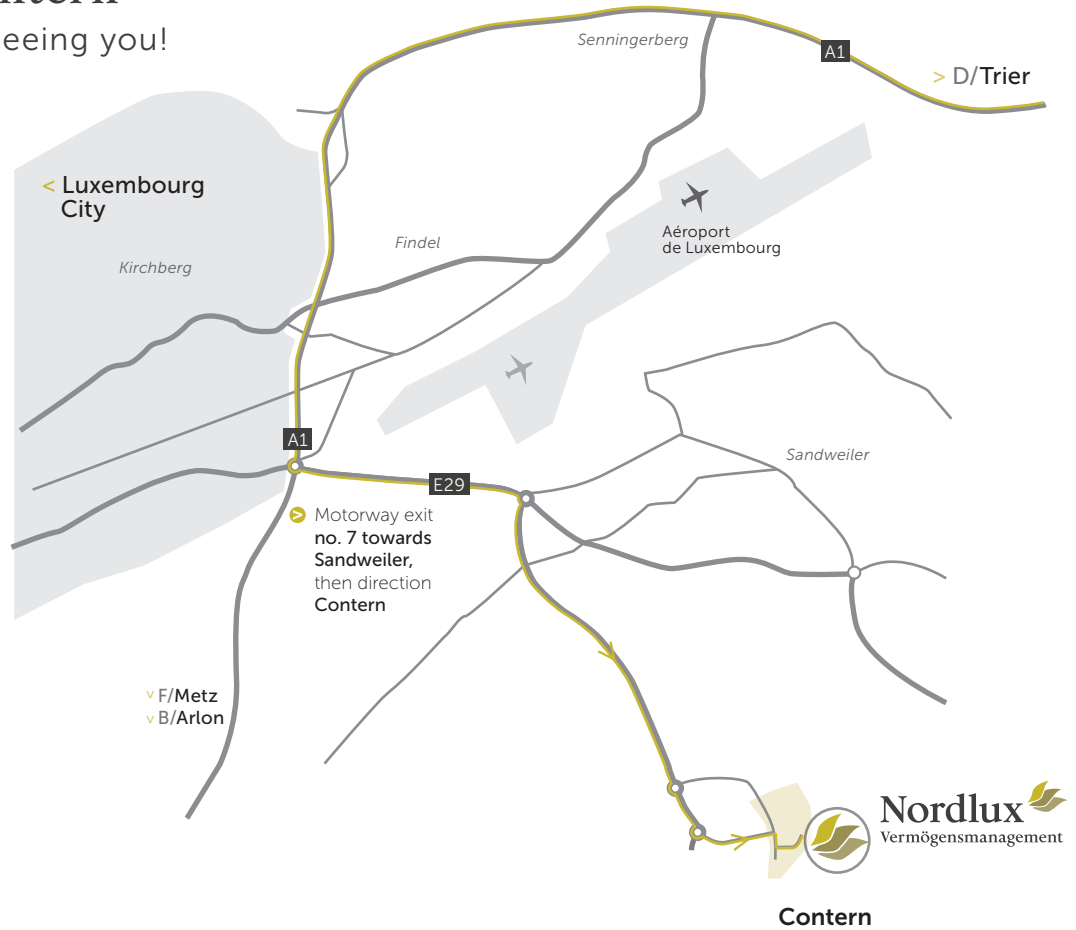 eeing you!
Senningerberg
A1
> D/Trier
< Luxembourg
City
Aéroport
de Luxembourg
Findel
Kirchberg
A1
Sandweiler
E29
> Motorway exit
no. 7 towards
Sandweiler,
then direction
Contern
v F/Metz
v B/Arlon
Nordlux
Vermögensmanagement
Contern